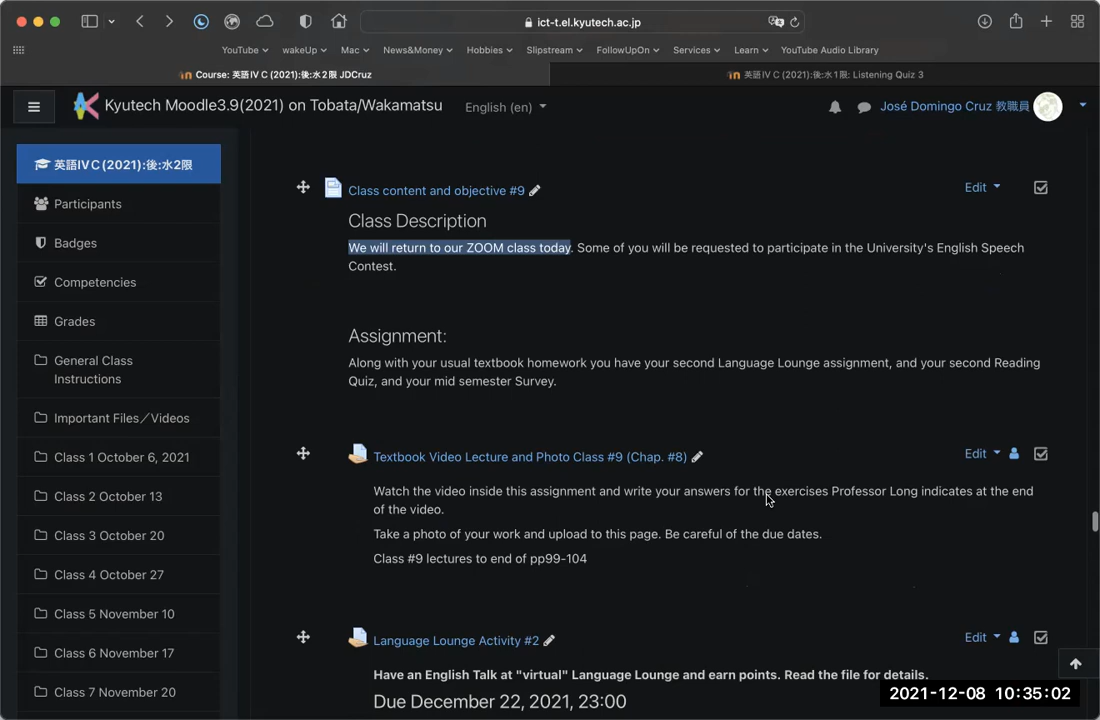 ict-t.el.kyutech.ac.jp
YouTube
wakeUp
Mac
News&Money
Hobbies
Slipstream
FollowUpOn
Services
Learn
YouTube Audio Library
Course: 英語Ⅳ C (2021):後:水2限 JDCruz
英語Ⅳ C (2021):後:水1限: Listening Quiz 3
Kyutech Moodle3.9(2021) on Tobata/Wakamatsu
English (en)
José Domingo Cruz 教職員
英語ⅣC(2021):後:水2限
Participants
Badges
Competencies
Grades
General Class
Instructions
Important Files／Videos
Class 1 October 6, 2021
Class 2 October 13
Class 3 October 20
Class 4 October 27
Class 5 November 10
Class 6 November 17
Class 7 November 20
Class content and objective #9
Edit
Class Description
We will return to our ZOOM class today. Some of you will be requested to participate in the University's English Speech
Contest.
Assignment:
Along with your usual textbook homework you have your second Language Lounge assignment, and your second Reading
Quiz, and your mid semester Survey.
Textbook Video Lecture and Photo Class #9 (Chap. #8)
Edit
Watch the video inside this assignment and write your answers for the exercises Professor Long indicates at the end
of the video.
Take a photo of your work and upload to this page. Be careful of the due dates.
Class #9 lectures to end of pp99-104
Language Lounge Activity #2
Edit
Have an English Talk at "virtual" Language Lounge and earn points. Read the file for details.
Due December 22, 2021, 23:00
2021-12-08 10:35:02